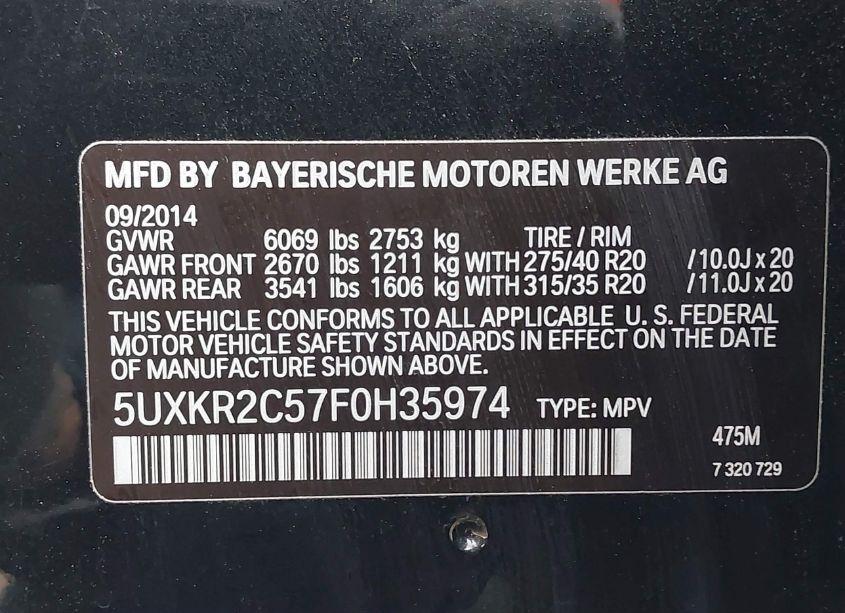 MFD BY BAYERISCHE MOTOREN WERKE AG
09/2014
GVWR 6069 lbs 2753 kg TIRE / RIM
GAWR FRONT 2670 lbs 1211 kg WITH 275/40 R20 /10.0J x 20
GAWR REAR 3541 lbs 1606 kg WITH 315/35 R20 /11.0J x 20
THIS VEHICLE CONFORMS TO ALL APPLICABLE U. S. FEDERAL
MOTOR VEHICLE SAFETY STANDARDS IN EFFECT ON THE DATE
OF MANUFACTURE SHOWN ABOVE.
5UXKR2C57F0H35974 TYPE: MPV
475M
7 320 729